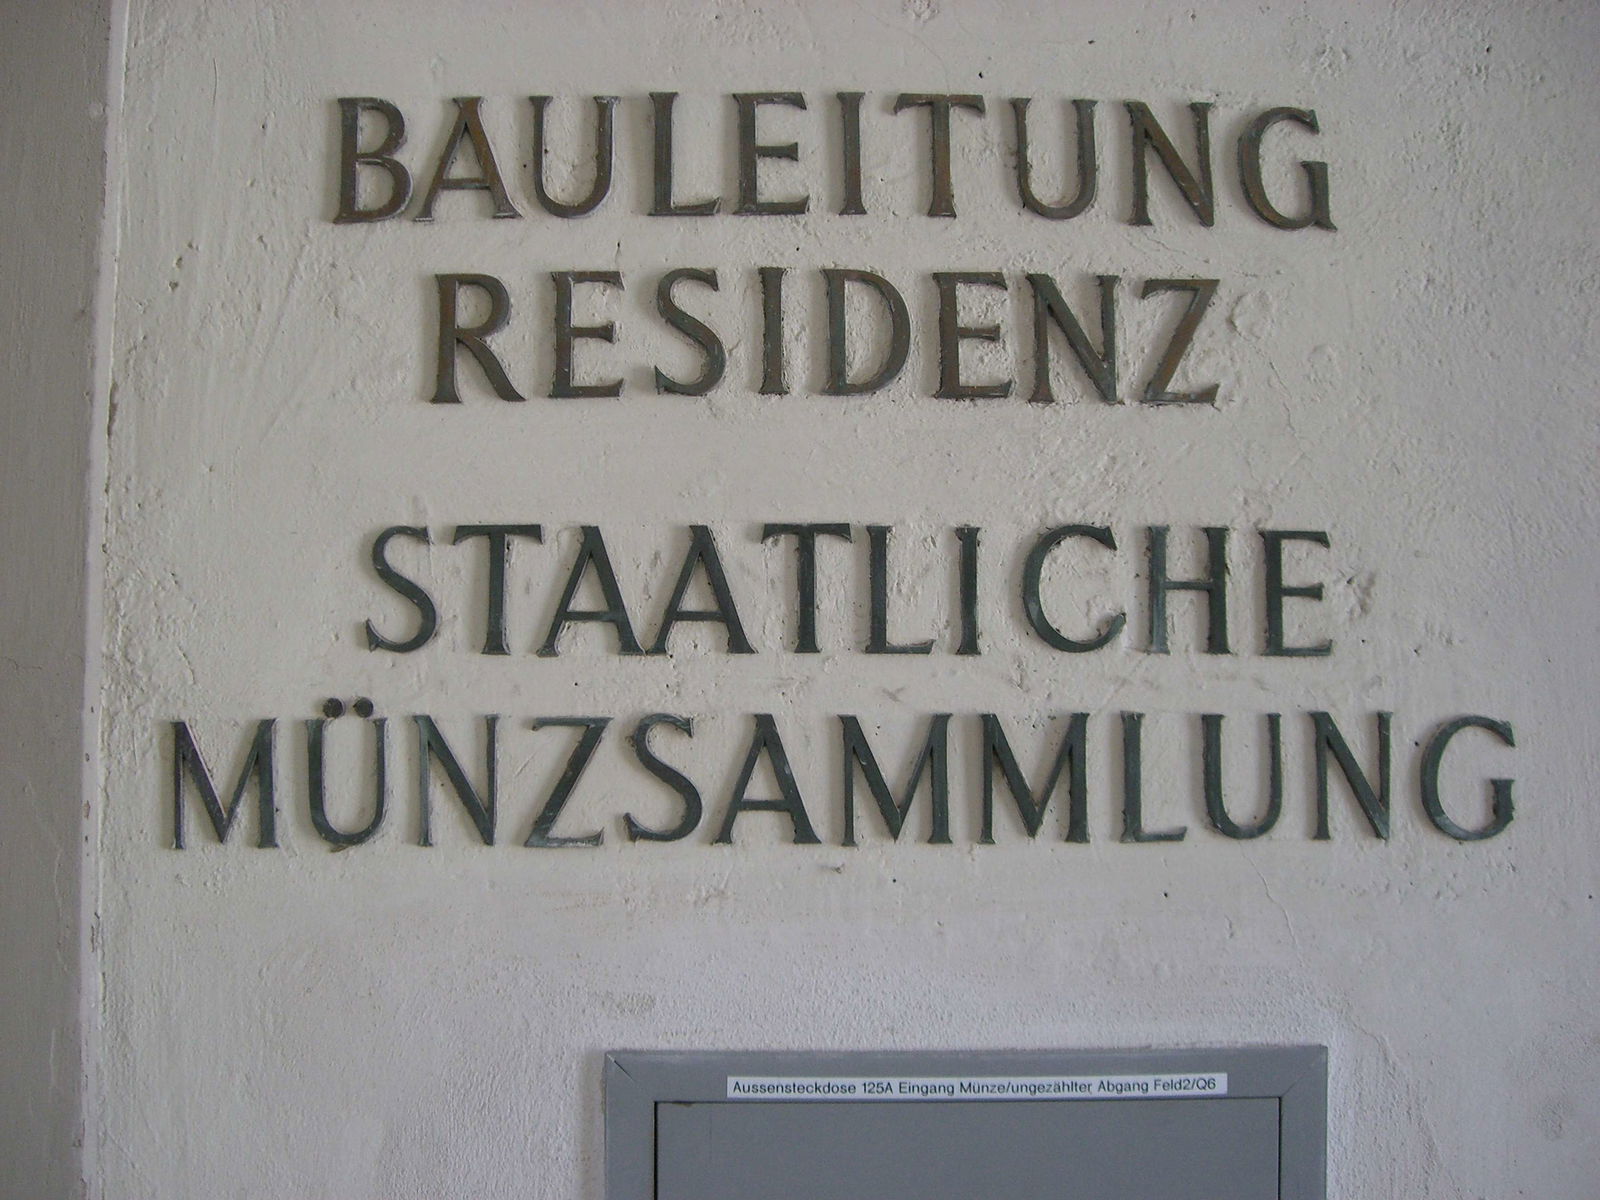 BAULEITUNG
RESIDENZ
STAATLICHE
MÜNZSAMMLUNG
Aussensteckdose 125A Eingang Münze/ungezählter Abgang Feld2/Q6